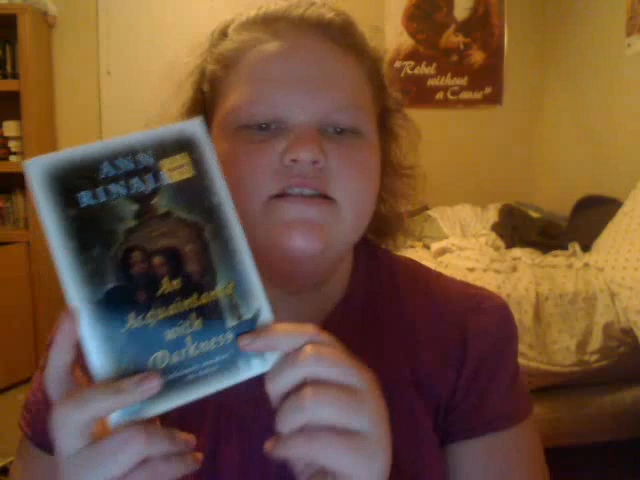 "Rebel
without
a Cause"
ANN
RINALDI
An
Acquaintance
with
Darkness